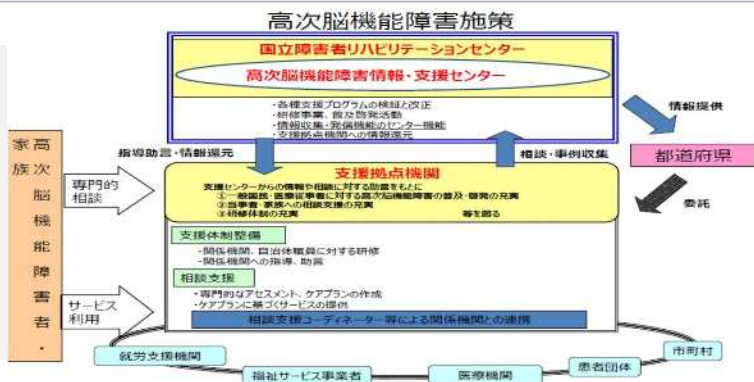 高次脳機能障害施策
国立障害者リハビリテーションセンター
高次脳機能障害情報・支援センター
・各種支援プログラムの検証と改正
・研修事業、普及啓発活動
・情報収集・発信機能のセンター機能
・支援拠点機関への情報還元
情報提供
都道府県
委託
指導助言・情報還元
相談・事例収集
高次脳機能障害者・
家族
専門的
相談
サービス
利用
支援拠点機関
支援センターからの情報や相談に対する助言をもとに
①一般国民・医療従事者に対する高次脳機能障害の普及・啓発の充実
②当事者・家族への相談支援の充実
③研修体制の充実 等を図る
支援体制整備
・関係機関、自治体職員に対する研修
・関係機関への指導、助言
相談支援
・専門的なアセスメント、ケアプランの作成
・ケアプランに基づくサービスの提供
相談支援コーディネーター等による関係機関との連携
就労支援機関
福祉サービス事業者
医療機関
患者団体
市町村